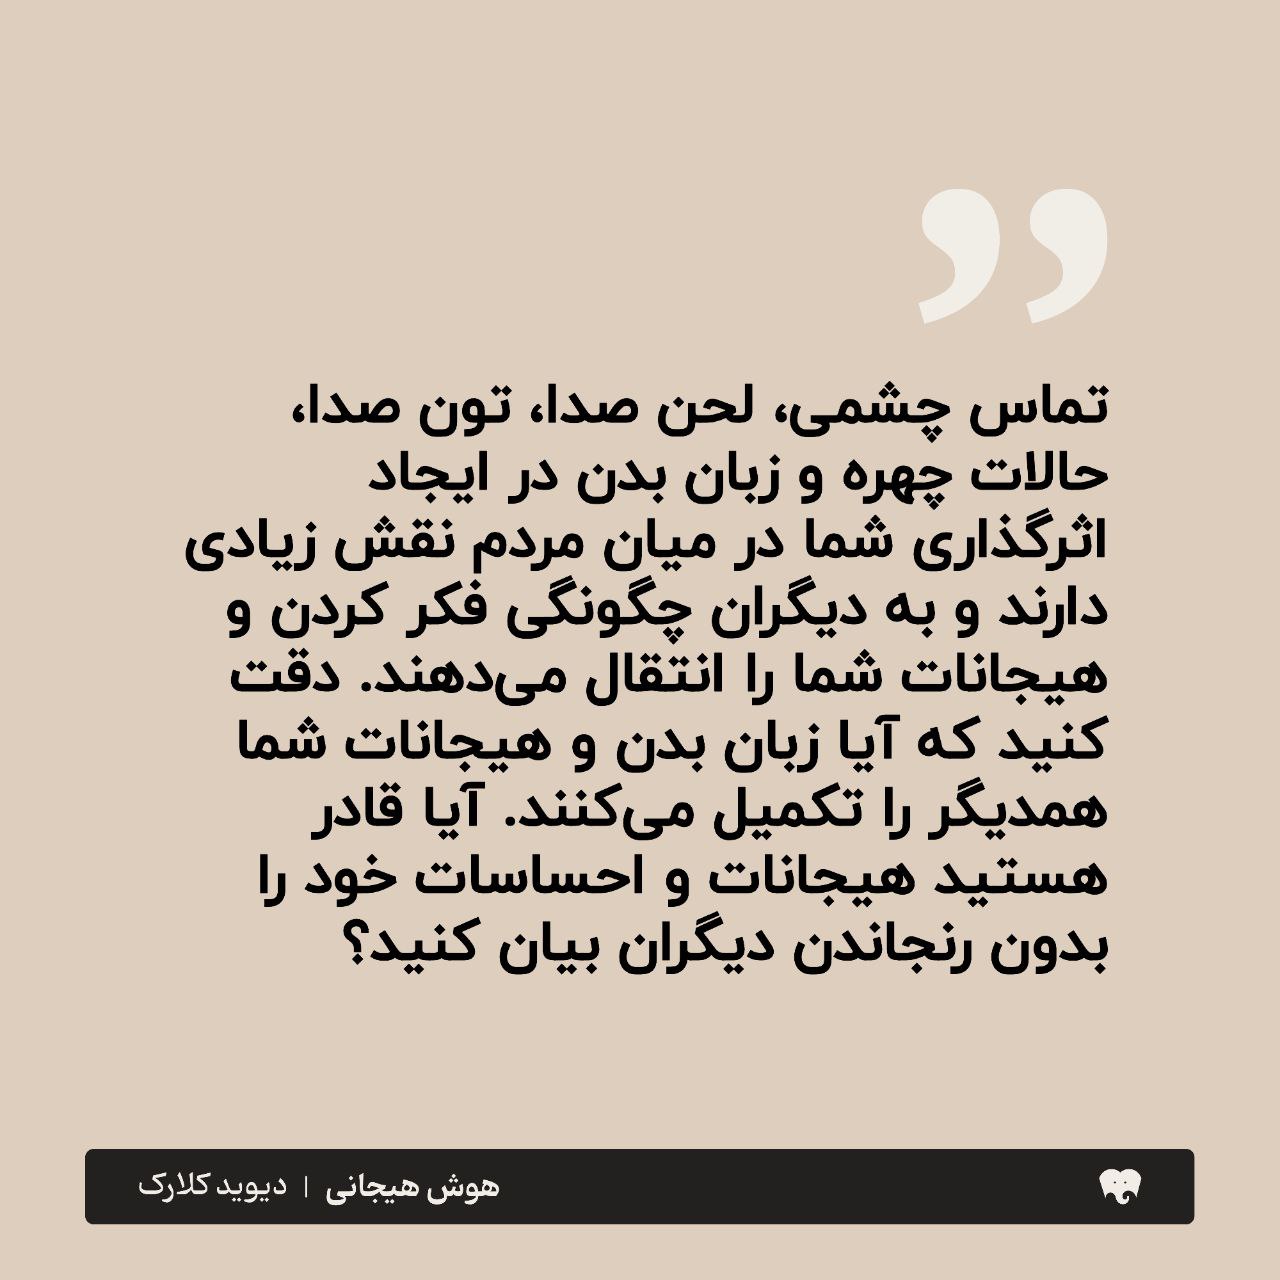 تماس چشمی، لحن صدا، تون صدا،
حالات چهره و زبان بدن در ایجاد
اثرگذاری شما در میان مردم نقش زیادی
دارند و به دیگران چگونگی فکر کردن و
هیجانات شما را انتقال می‌دهند. دقت
کنید که آیا زبان بدن و هیجانات شما
همدیگر را تکمیل می‌کنند. آیا قادر
هستید هیجانات و احساسات خود را
بدون رنجاندن دیگران بیان کنید؟
هوش هیجانی | دیوید کلارک